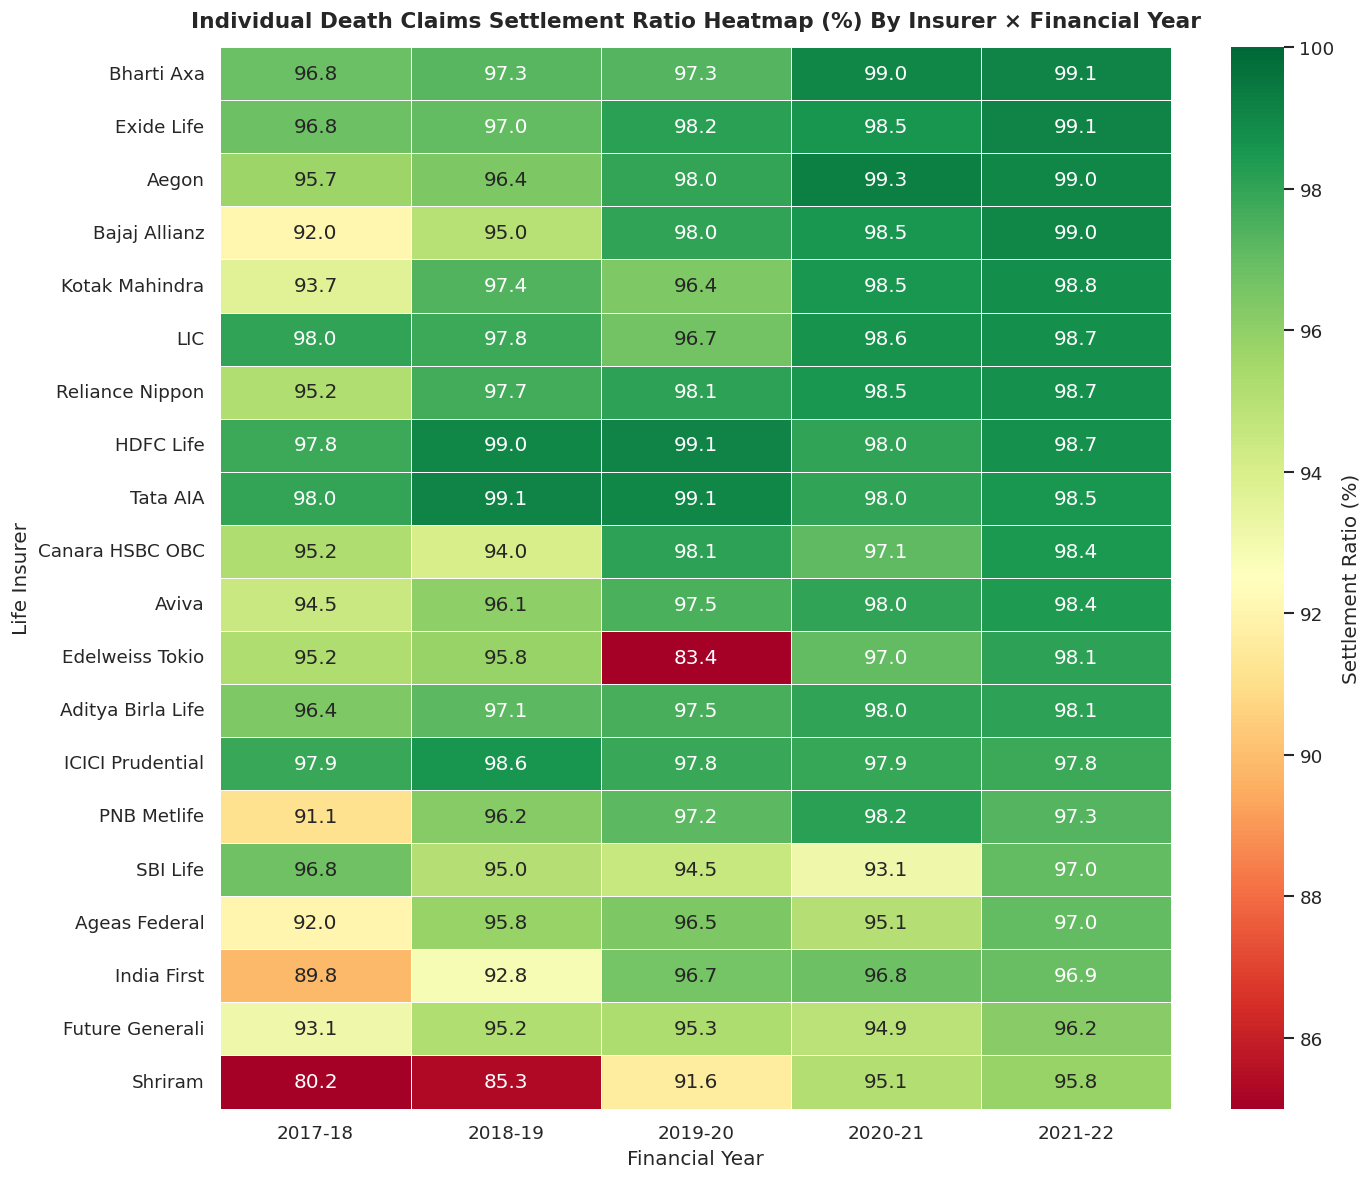 Individual Death Claims Settlement Ratio Heatmap (%) By Insurer × Financial Year
Life Insurer
Bharti Axa 96.8 97.3 97.3 99.0 99.1
Exide Life 96.8 97.0 98.2 98.5 99.1
Aegon 95.7 96.4 98.0 99.3 99.0
Bajaj Allianz 92.0 95.0 98.0 98.5 99.0
Kotak Mahindra 93.7 97.4 96.4 98.5 98.8
LIC 98.0 97.8 96.7 98.6 98.7
Reliance Nippon 95.2 97.7 98.1 98.5 98.7
HDFC Life 97.8 99.0 99.1 98.0 98.7
Tata AIA 98.0 99.1 99.1 98.0 98.5
Canara HSBC OBC 95.2 94.0 98.1 97.1 98.4
Aviva 94.5 96.1 97.5 98.0 98.4
Edelweiss Tokio 95.2 95.8 83.4 97.0 98.1
Aditya Birla Life 96.4 97.1 97.5 98.0 98.1
ICICI Prudential 97.9 98.6 97.8 97.9 97.8
PNB Metlife 91.1 96.2 97.2 98.2 97.3
SBI Life 96.8 95.0 94.5 93.1 97.0
Ageas Federal 92.0 95.8 96.5 95.1 97.0
India First 89.8 92.8 96.7 96.8 96.9
Future Generali 93.1 95.2 95.3 94.9 96.2
Shriram 80.2 85.3 91.6 95.1 95.8
2017-18 2018-19 2019-20 2020-21 2021-22
Financial Year
100
98
96
94
92
90
88
86
Settlement Ratio (%)